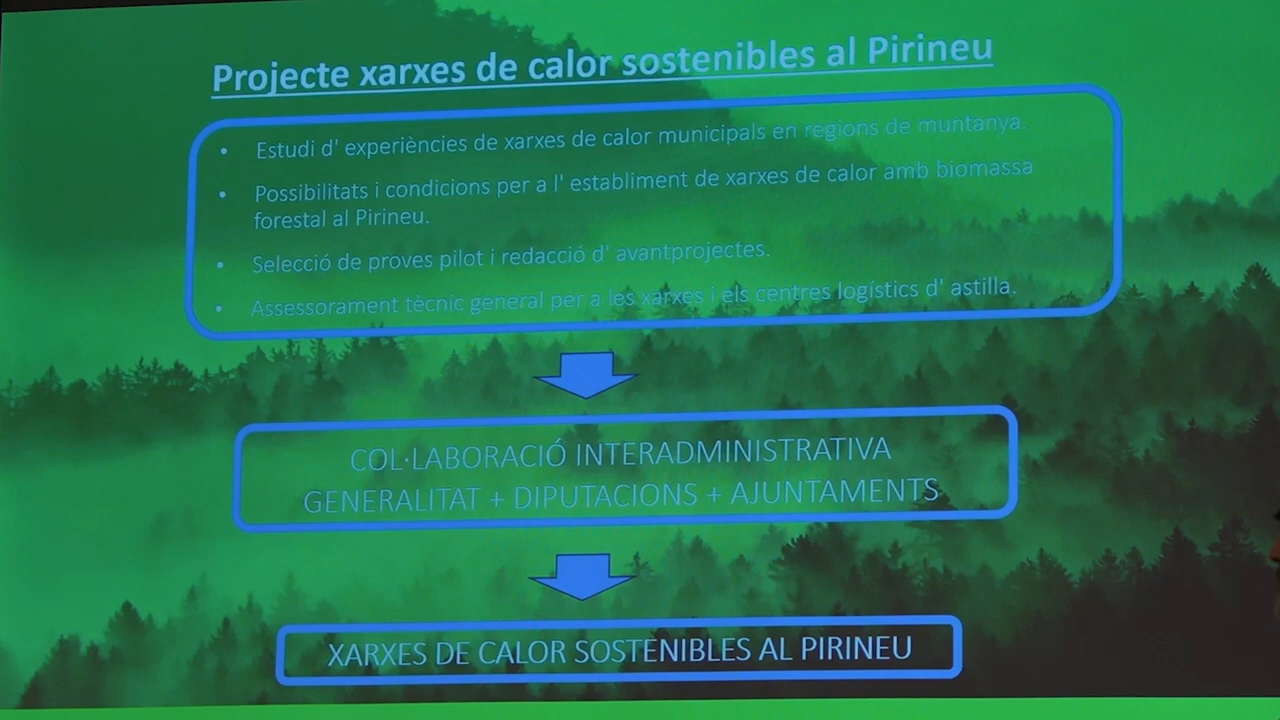 Projecte xarxes de calor sostenibles al Pirineu
• Estudi d' experiències de xarxes de calor municipals en regions de muntanya.
• Possibilitats i condicions per a l' establiment de xarxes de calor amb biomassa
forestal al Pirineu.
• Selecció de proves pilot i redacció d' avantprojectes.
• Assessorament tècnic general per a les xarxes i els centres logístics d' astilla.
COL·LABORACIÓ INTERADMINISTRATIVA
GENERALITAT + DIPUTACIONS + AJUNTAMENTS
XARXES DE CALOR SOSTENIBLES AL PIRINEU